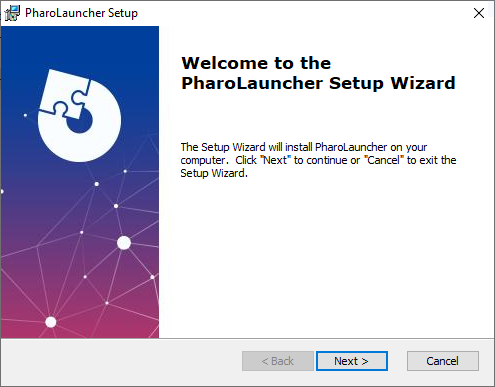 PharoLauncher Setup
Welcome to the
PharoLauncher Setup Wizard
The Setup Wizard will install PharoLauncher on your
computer. Click "Next" to continue or "Cancel" to exit the
Setup Wizard.
< Back
Next >
Cancel